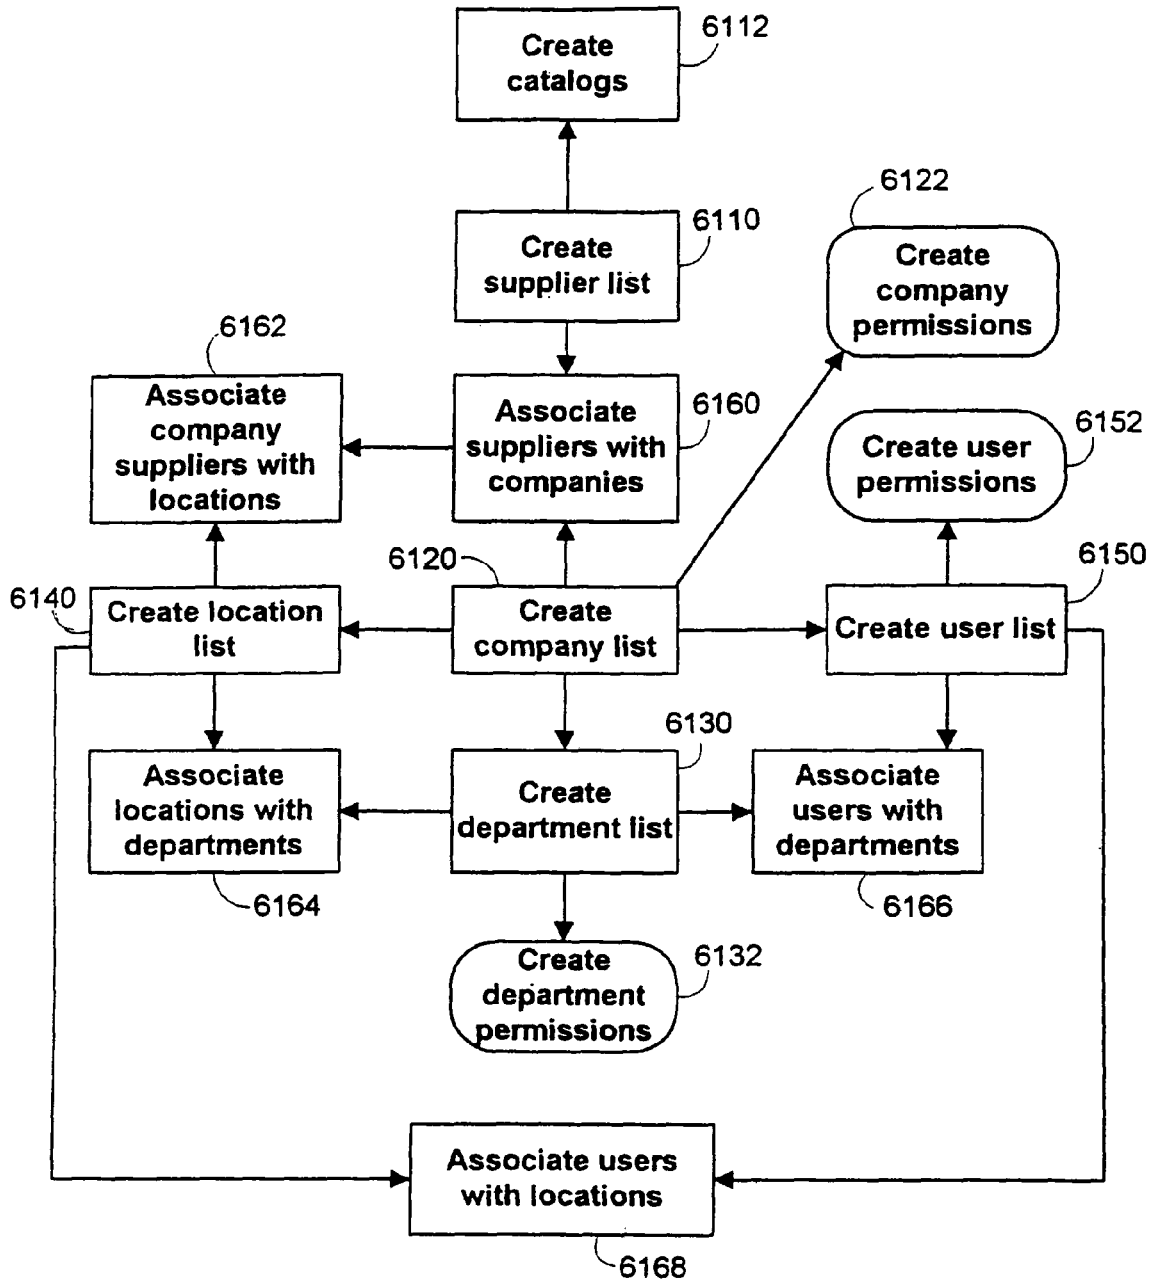 6112
Create
catalogs
6122
6110
Create
supplier list
Create
company
permissions
6162
Associate
company
suppliers with
locations
Associate
suppliers with
companies
6160
6152
Create user
permissions
6120
6150
6140
Create location
list
Create
company list
Create user list
6130
Associate
locations with
departments
Create
department list
Associate
users with
departments
6164
6166
6132
Create
department
permissions
Associate users
with locations
6168